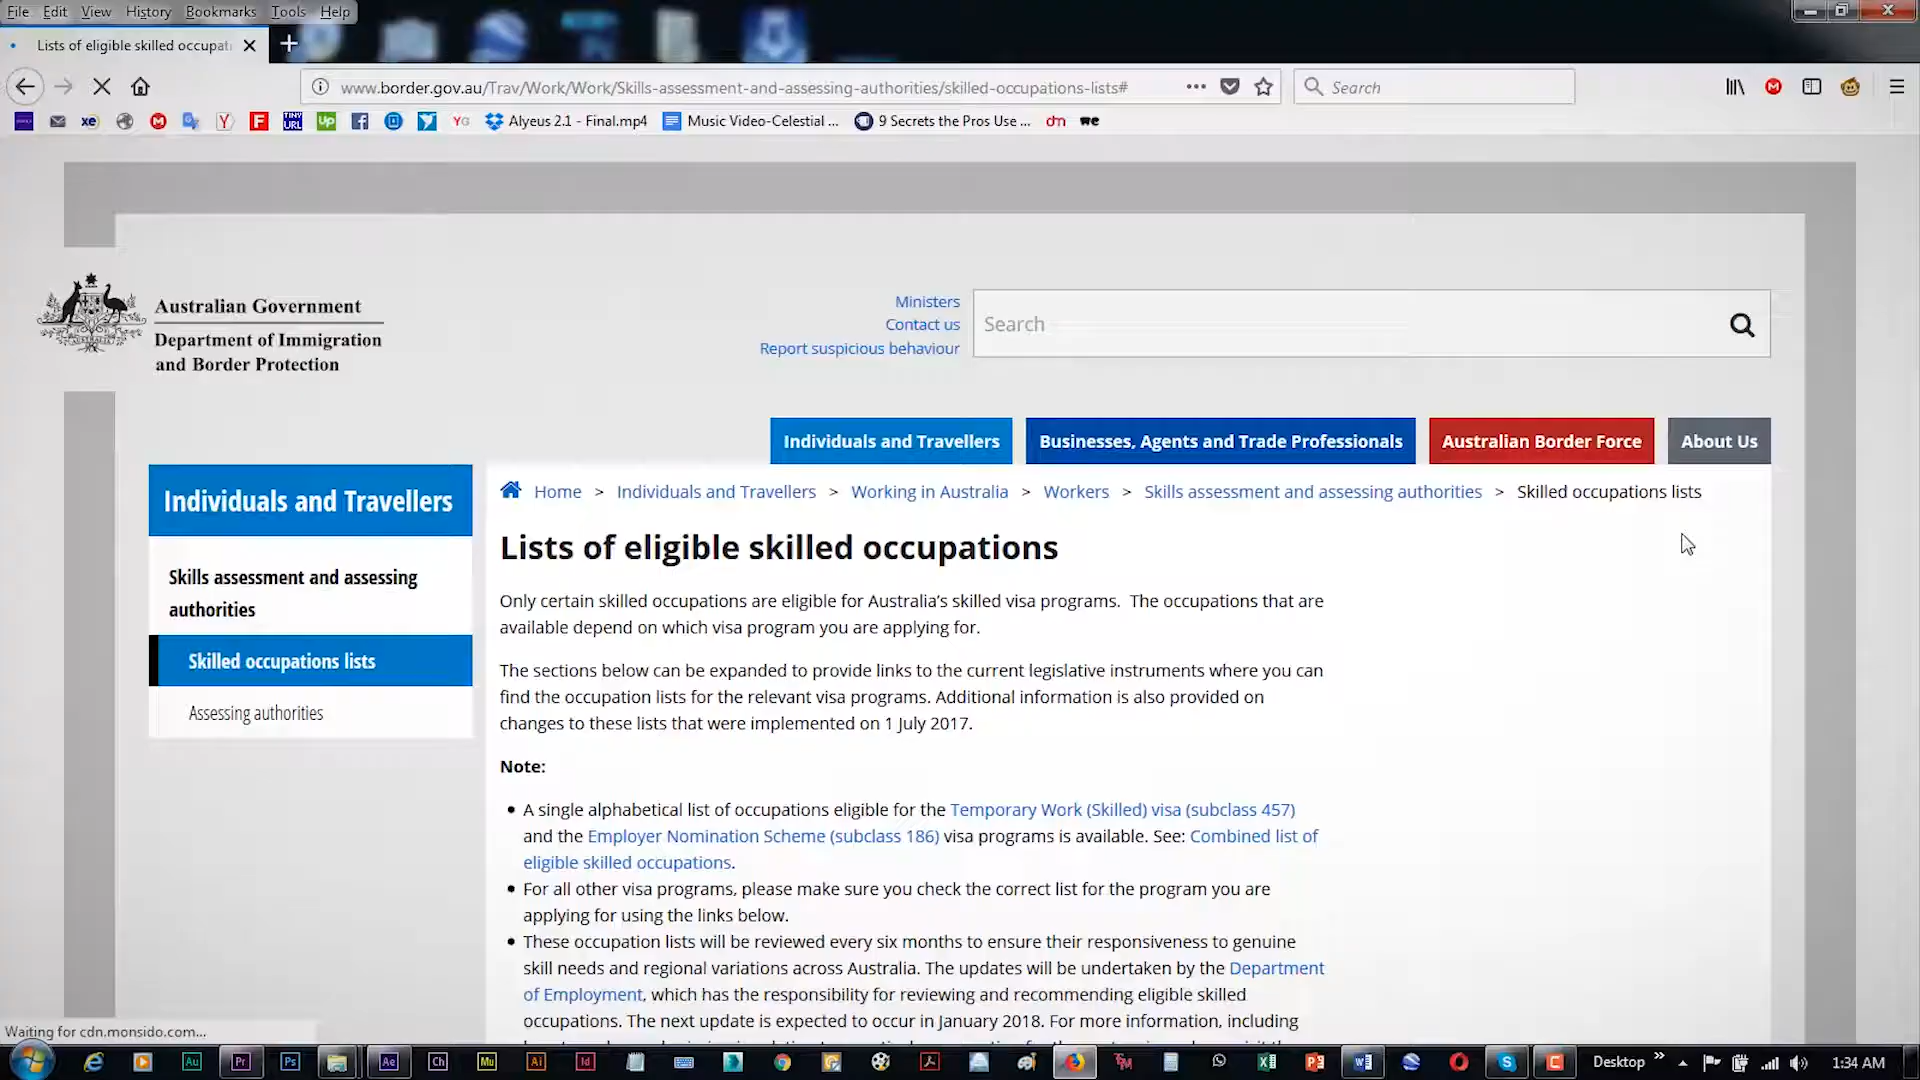 File Edit View History Bookmarks Tools Help
Lists of eligible skilled occupat
www.border.gov.au/Trav/Work/Work/Skills-assessment-and-assessing-authorities/skilled-occupations-lists#
Search
Alyeus 2.1 - Final.mp4
Music Video-Celestial ...
9 Secrets the Pros Use ...
Australian Government
Department of Immigration
and Border Protection
Ministers
Contact us
Report suspicious behaviour
Search
Individuals and Travellers
Businesses, Agents and Trade Professionals
Australian Border Force
About Us
Individuals and Travellers
Skills assessment and assessing
authorities
Skilled occupations lists
Assessing authorities
Home > Individuals and Travellers > Working in Australia > Workers > Skills assessment and assessing authorities > Skilled occupations lists
Lists of eligible skilled occupations
Only certain skilled occupations are eligible for Australia's skilled visa programs. The occupations that are
available depend on which visa program you are applying for.
The sections below can be expanded to provide links to the current legislative instruments where you can
find the occupation lists for the relevant visa programs. Additional information is also provided on
changes to these lists that were implemented on 1 July 2017.
Note:
• A single alphabetical list of occupations eligible for the Temporary Work (Skilled) visa (subclass 457)
and the Employer Nomination Scheme (subclass 186) visa programs is available. See: Combined list of
eligible skilled occupations.
• For all other visa programs, please make sure you check the correct list for the program you are
applying for using the links below.
• These occupation lists will be reviewed every six months to ensure their responsiveness to genuine
skill needs and regional variations across Australia. The updates will be undertaken by the Department
of Employment, which has the responsibility for reviewing and recommending eligible skilled
occupations. The next update is expected to occur in January 2018. For more information, including
Waiting for cdn.monsido.com...
Desktop
1:34 AM